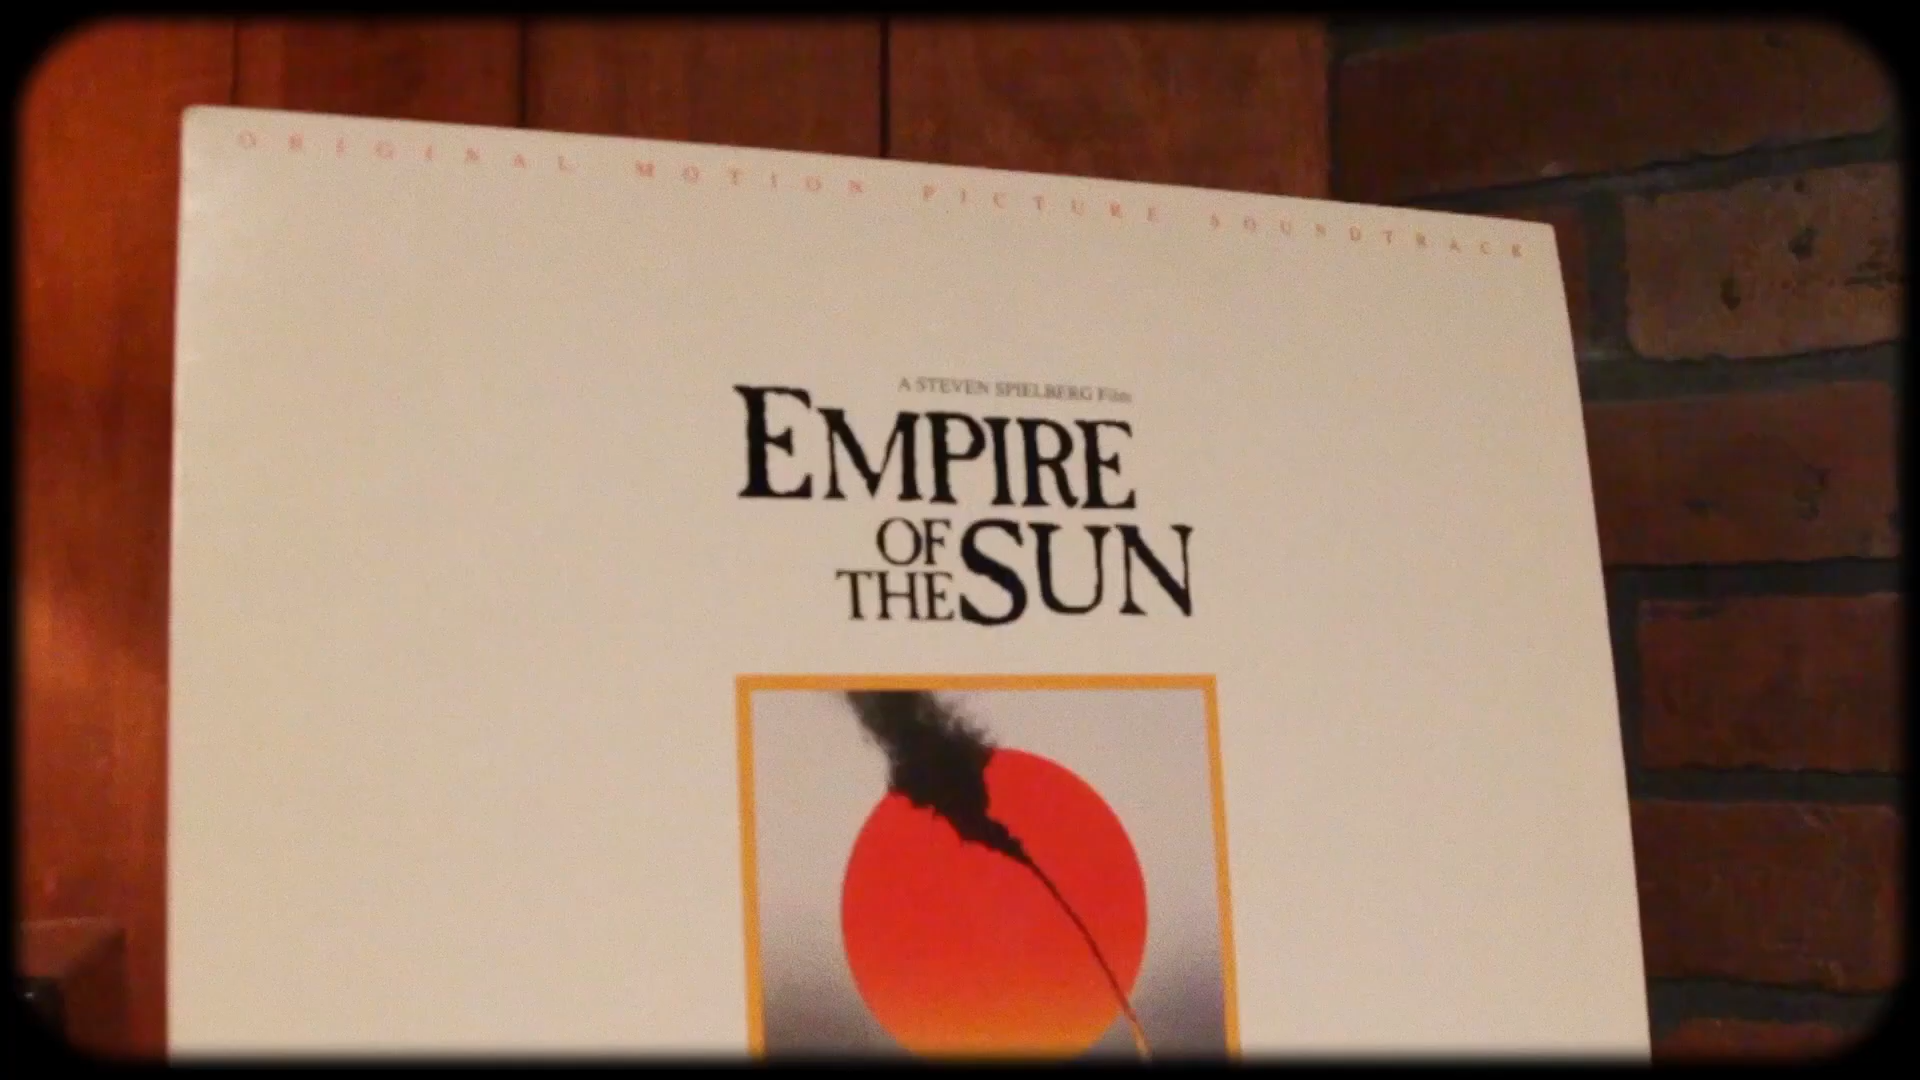 ORIGINAL MOTION PICTURE SOUNDTRACK
A STEVEN SPIELBERG Film
EMPIRE
OF
THE SUN